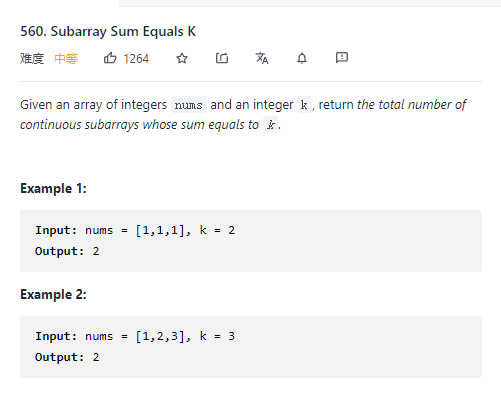 560. Subarray Sum Equals K
难度 中等 1264
Given an array of integers nums and an integer k, return the total number of
continuous subarrays whose sum equals to k.
Example 1:
Input: nums = [1,1,1], k = 2
Output: 2
Example 2:
Input: nums = [1,2,3], k = 3
Output: 2